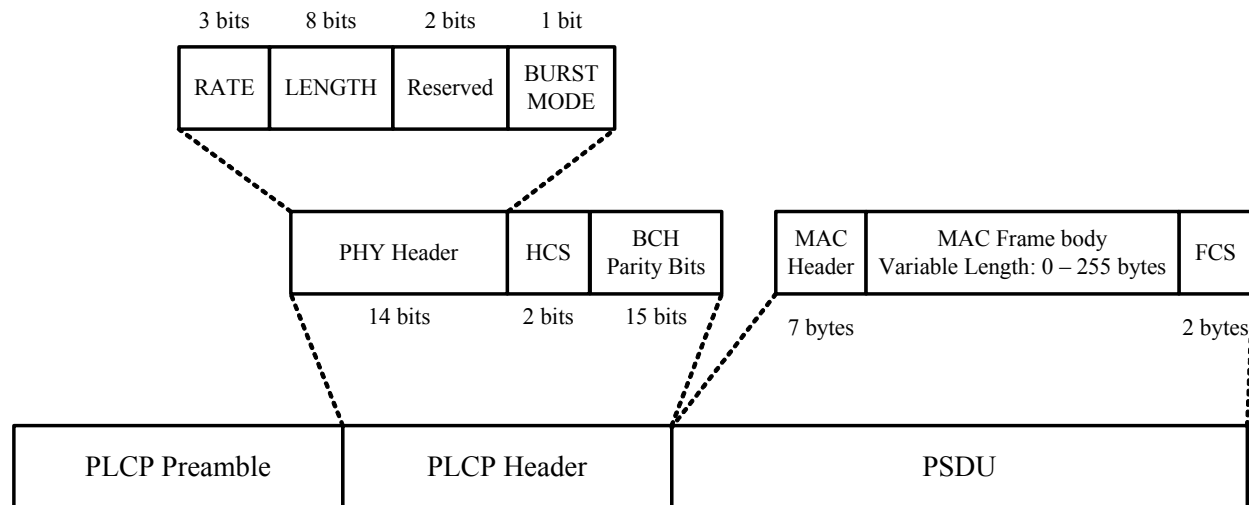 3 bits 8 bits 2 bits 1 bit
RATE LENGTH Reserved BURST MODE
PHY Header HCS BCH Parity Bits
14 bits 2 bits 15 bits
MAC Header MAC Frame body Variable Length: 0 – 255 bytes FCS
7 bytes 2 bytes
PLCP Preamble PLCP Header PSDU